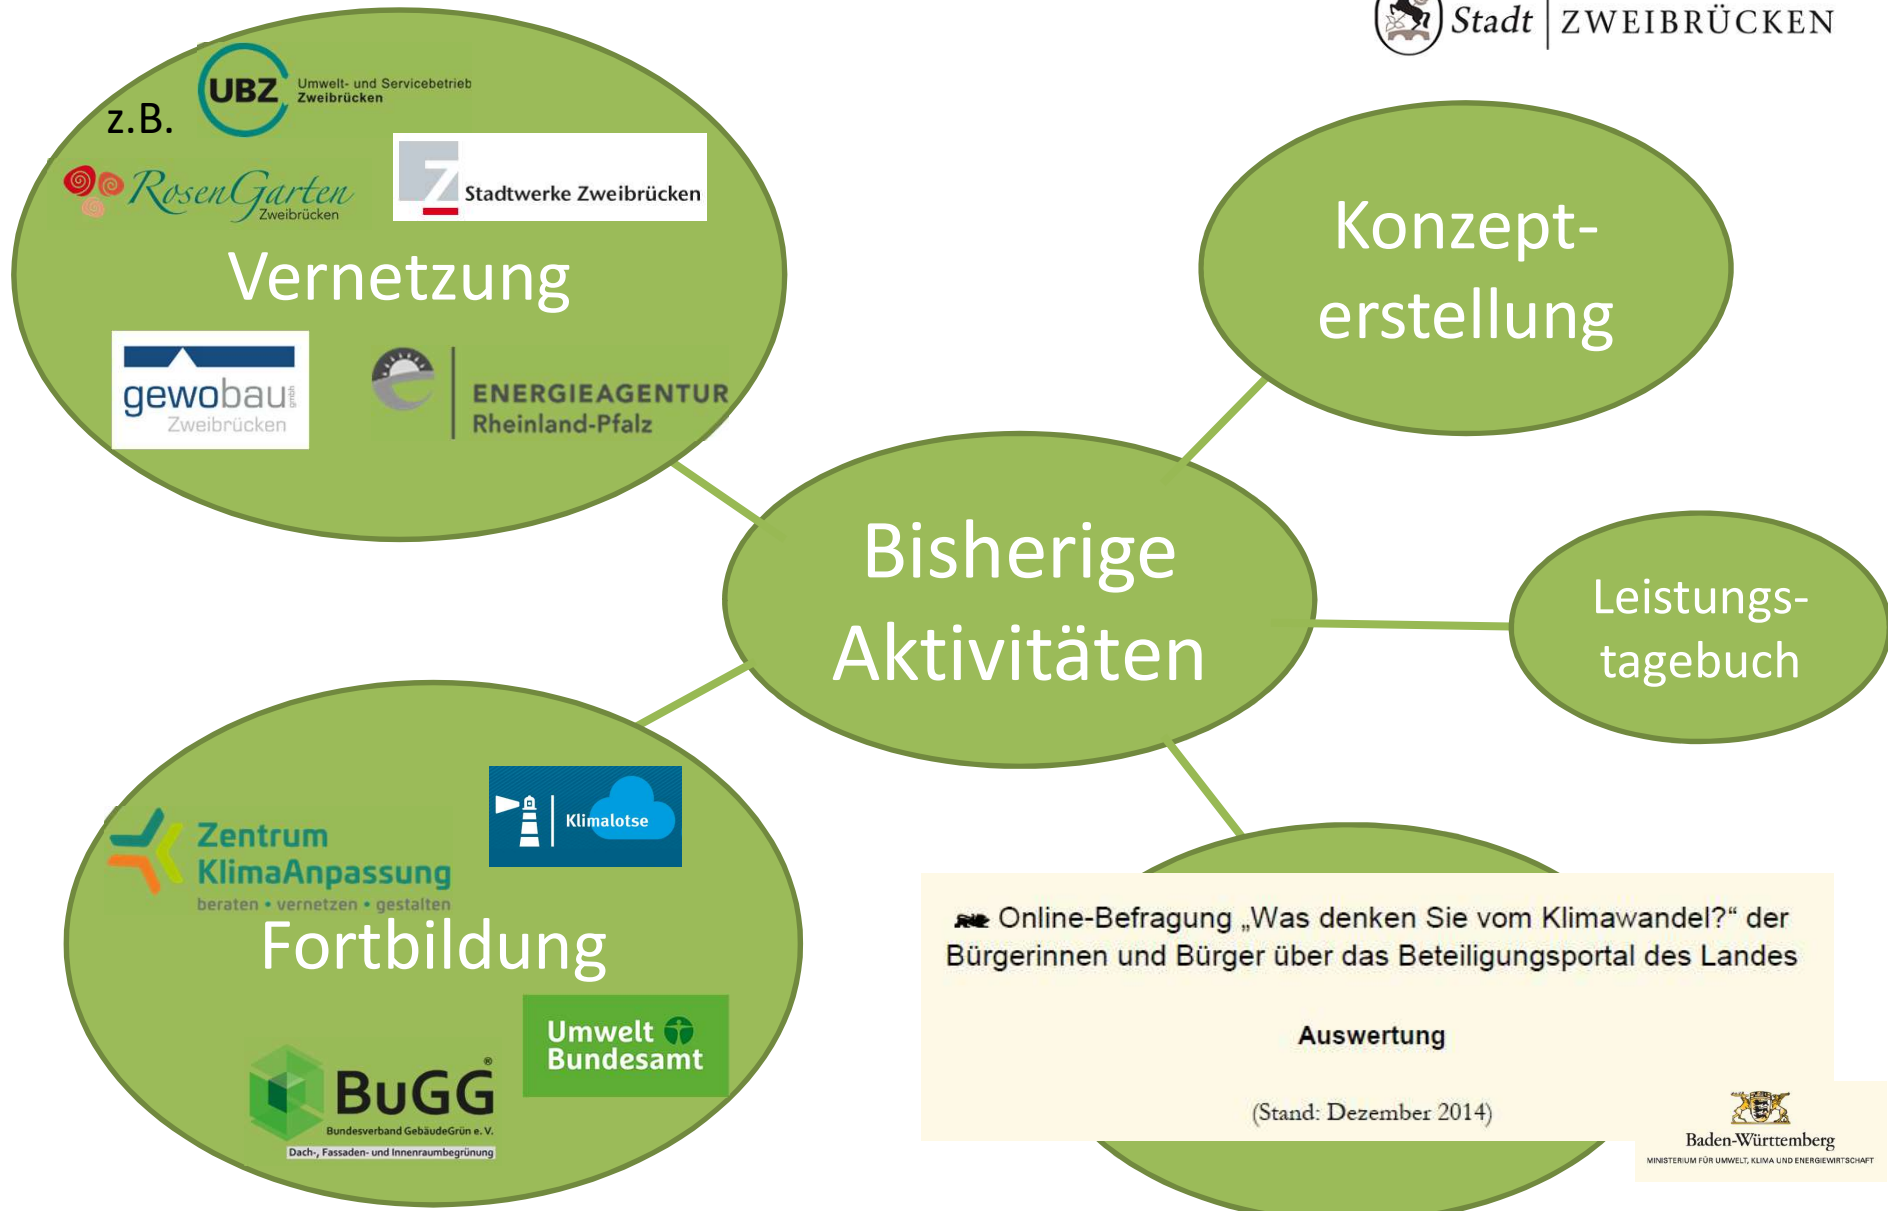 Stadt | ZWEIBRÜCKEN
z.B.
UBZ
Umwelt- und Servicebetrieb
Zweibrücken
RosenGarten
Zweibrücken
Z
Stadtwerke Zweibrücken
Vernetzung
gewobau gmbh
Zweibrücken
ENERGIEAGENTUR
Rheinland-Pfalz
Konzept-
erstellung
Bisherige
Aktivitäten
Leistungs-
tagebuch
Zentrum
KlimaAnpassung
beraten • vernetzen • gestalten
Klimalotse
Fortbildung
Umwelt
Bundesamt
BuGG®
Bundesverband GebäudeGrün e. V.
Dach-, Fassaden- und Innenraumbegrünung
Online-Befragung „Was denken Sie vom Klimawandel?“ der
Bürgerinnen und Bürger über das Beteiligungsportal des Landes
Auswertung
(Stand: Dezember 2014)
Baden-Württemberg
MINISTERIUM FÜR UMWELT, KLIMA UND ENERGIEWIRTSCHAFT